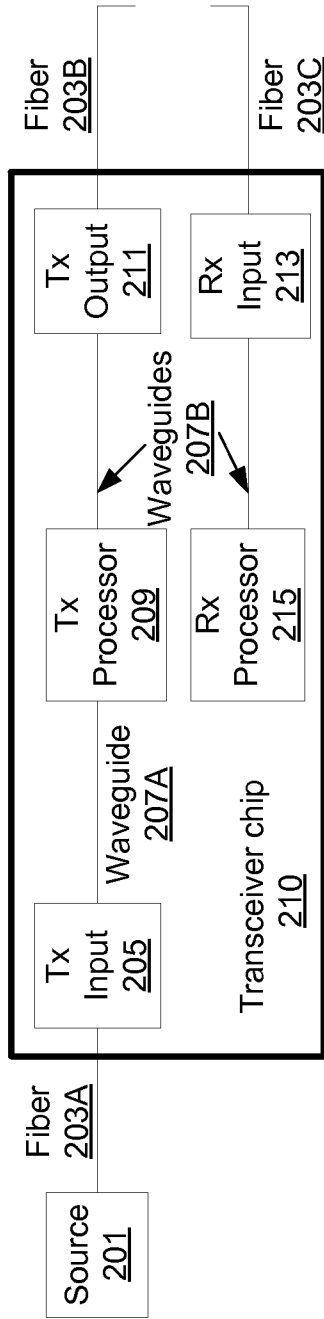 Source
201
Fiber
203A
Tx
Input
205
Waveguide
207A
Tx
Processor
209
Waveguides
207B
Tx
Output
211
Fiber
203B
Transceiver chip
210
Rx
Processor
215
Rx
Input
213
Fiber
203C